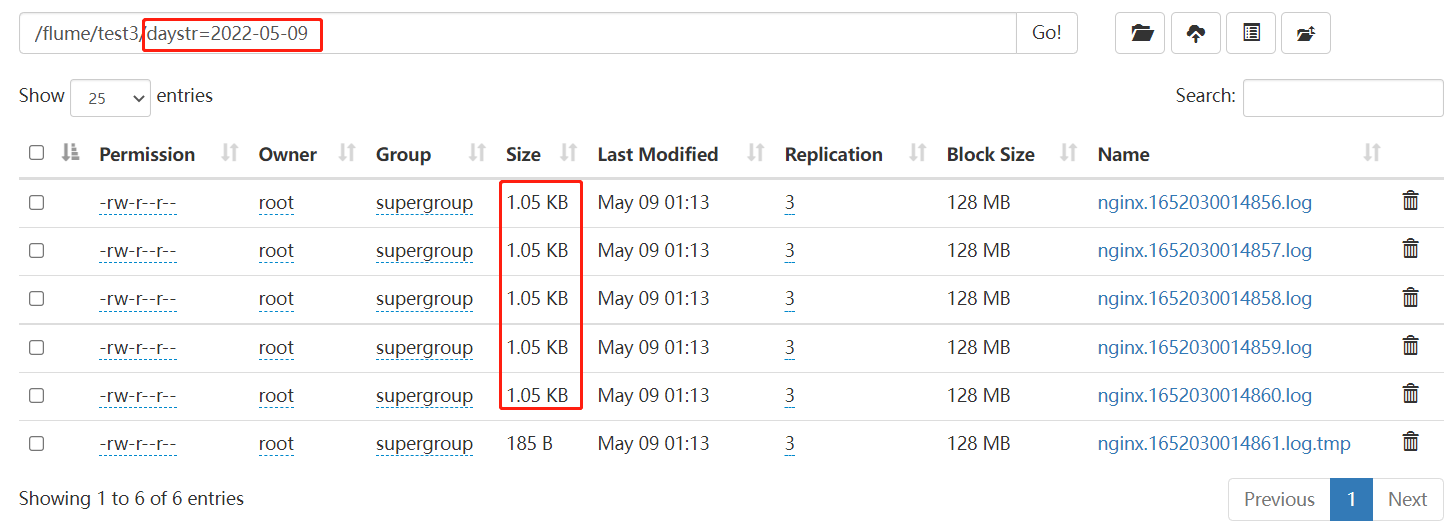 /flume/test3/daystr=2022-05-09 Go!
Show 25 entries Search:
Permission Owner Group Size Last Modified Replication Block Size Name
-rw-r--r-- root supergroup 1.05 KB May 09 01:13 3 128 MB nginx.1652030014856.log
-rw-r--r-- root supergroup 1.05 KB May 09 01:13 3 128 MB nginx.1652030014857.log
-rw-r--r-- root supergroup 1.05 KB May 09 01:13 3 128 MB nginx.1652030014858.log
-rw-r--r-- root supergroup 1.05 KB May 09 01:13 3 128 MB nginx.1652030014859.log
-rw-r--r-- root supergroup 1.05 KB May 09 01:13 3 128 MB nginx.1652030014860.log
-rw-r--r-- root supergroup 185 B May 09 01:13 3 128 MB nginx.1652030014861.log.tmp
Showing 1 to 6 of 6 entries Previous 1 Next